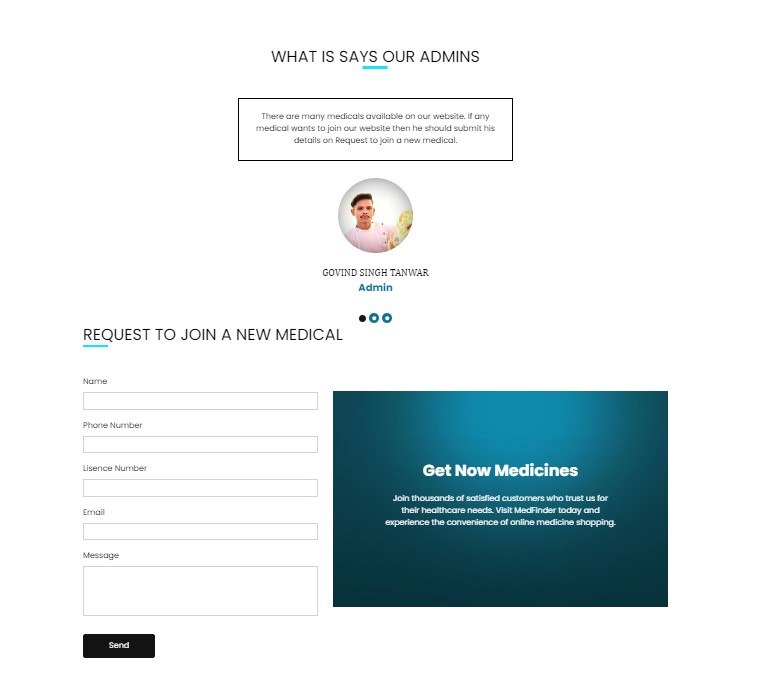 WHAT IS SAYS OUR ADMINS
There are many medicals available on our website. If any
medical wants to join our website then he should submit his
details on Request to join a new medical.
GOVIND SINGH TANWAR
Admin
REQUEST TO JOIN A NEW MEDICAL
Name
Phone Number
Lisence Number
Email
Message
Send
Get Now Medicines
Join thousands of satisfied customers who trust us for
their healthcare needs. Visit MedFinder today and
experience the convenience of online medicine shopping.